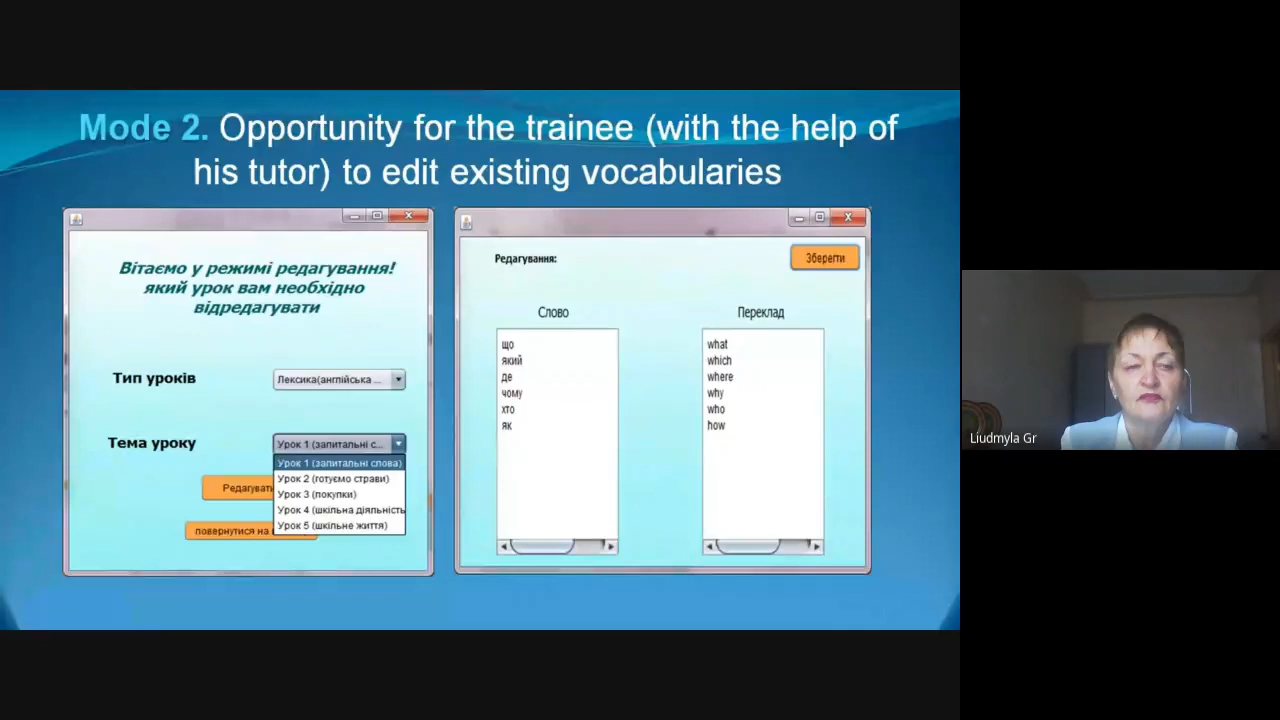 Mode 2. Opportunity for the trainee (with the help of
his tutor) to edit existing vocabularies
Вітаємо у режимі редагування!
який урок вам необхідно
відредагувати
Тип уроків
Лексика(англійська ...
Тема уроку
Урок 1 (запитальні с...
Урок 1 (запитальні слова)
Урок 2 (готуємо страви)
Урок 3 (покупки)
Урок 4 (шкільна діяльність
Урок 5 (шкільне життя)
Редагувати
повернутися на
Редагування:
Зберегти
Слово
Переклад
що
який
де
чому
хто
як
what
which
where
why
who
how
Liudmyla Gr